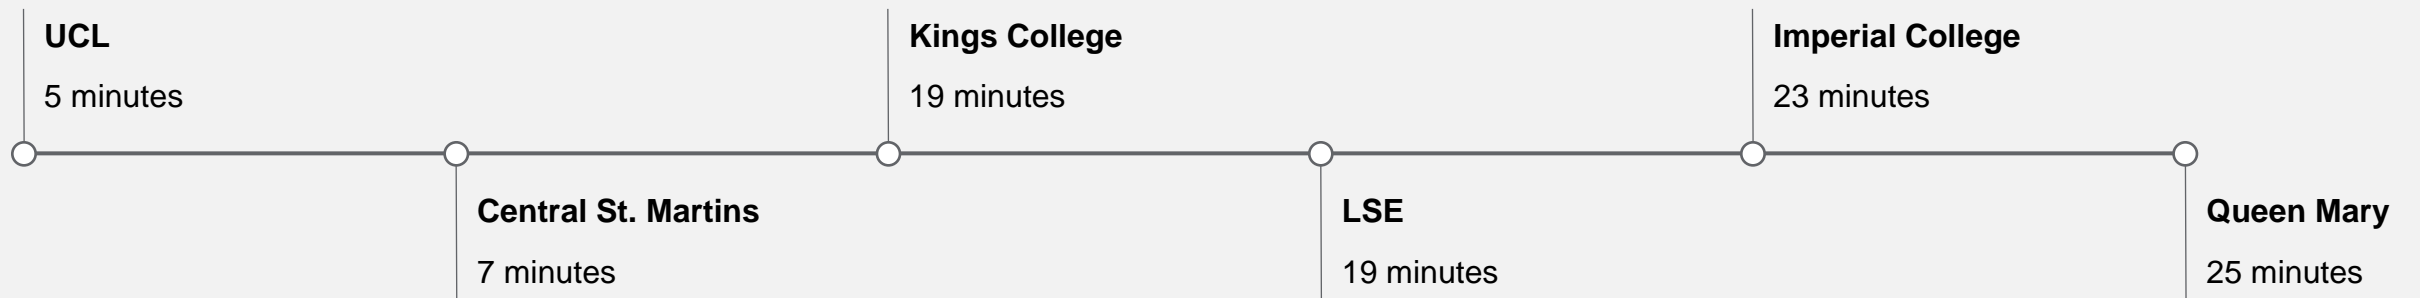 UCL
5 minutes
Central St. Martins
7 minutes
Kings College
19 minutes
LSE
19 minutes
Imperial College
23 minutes
Queen Mary
25 minutes